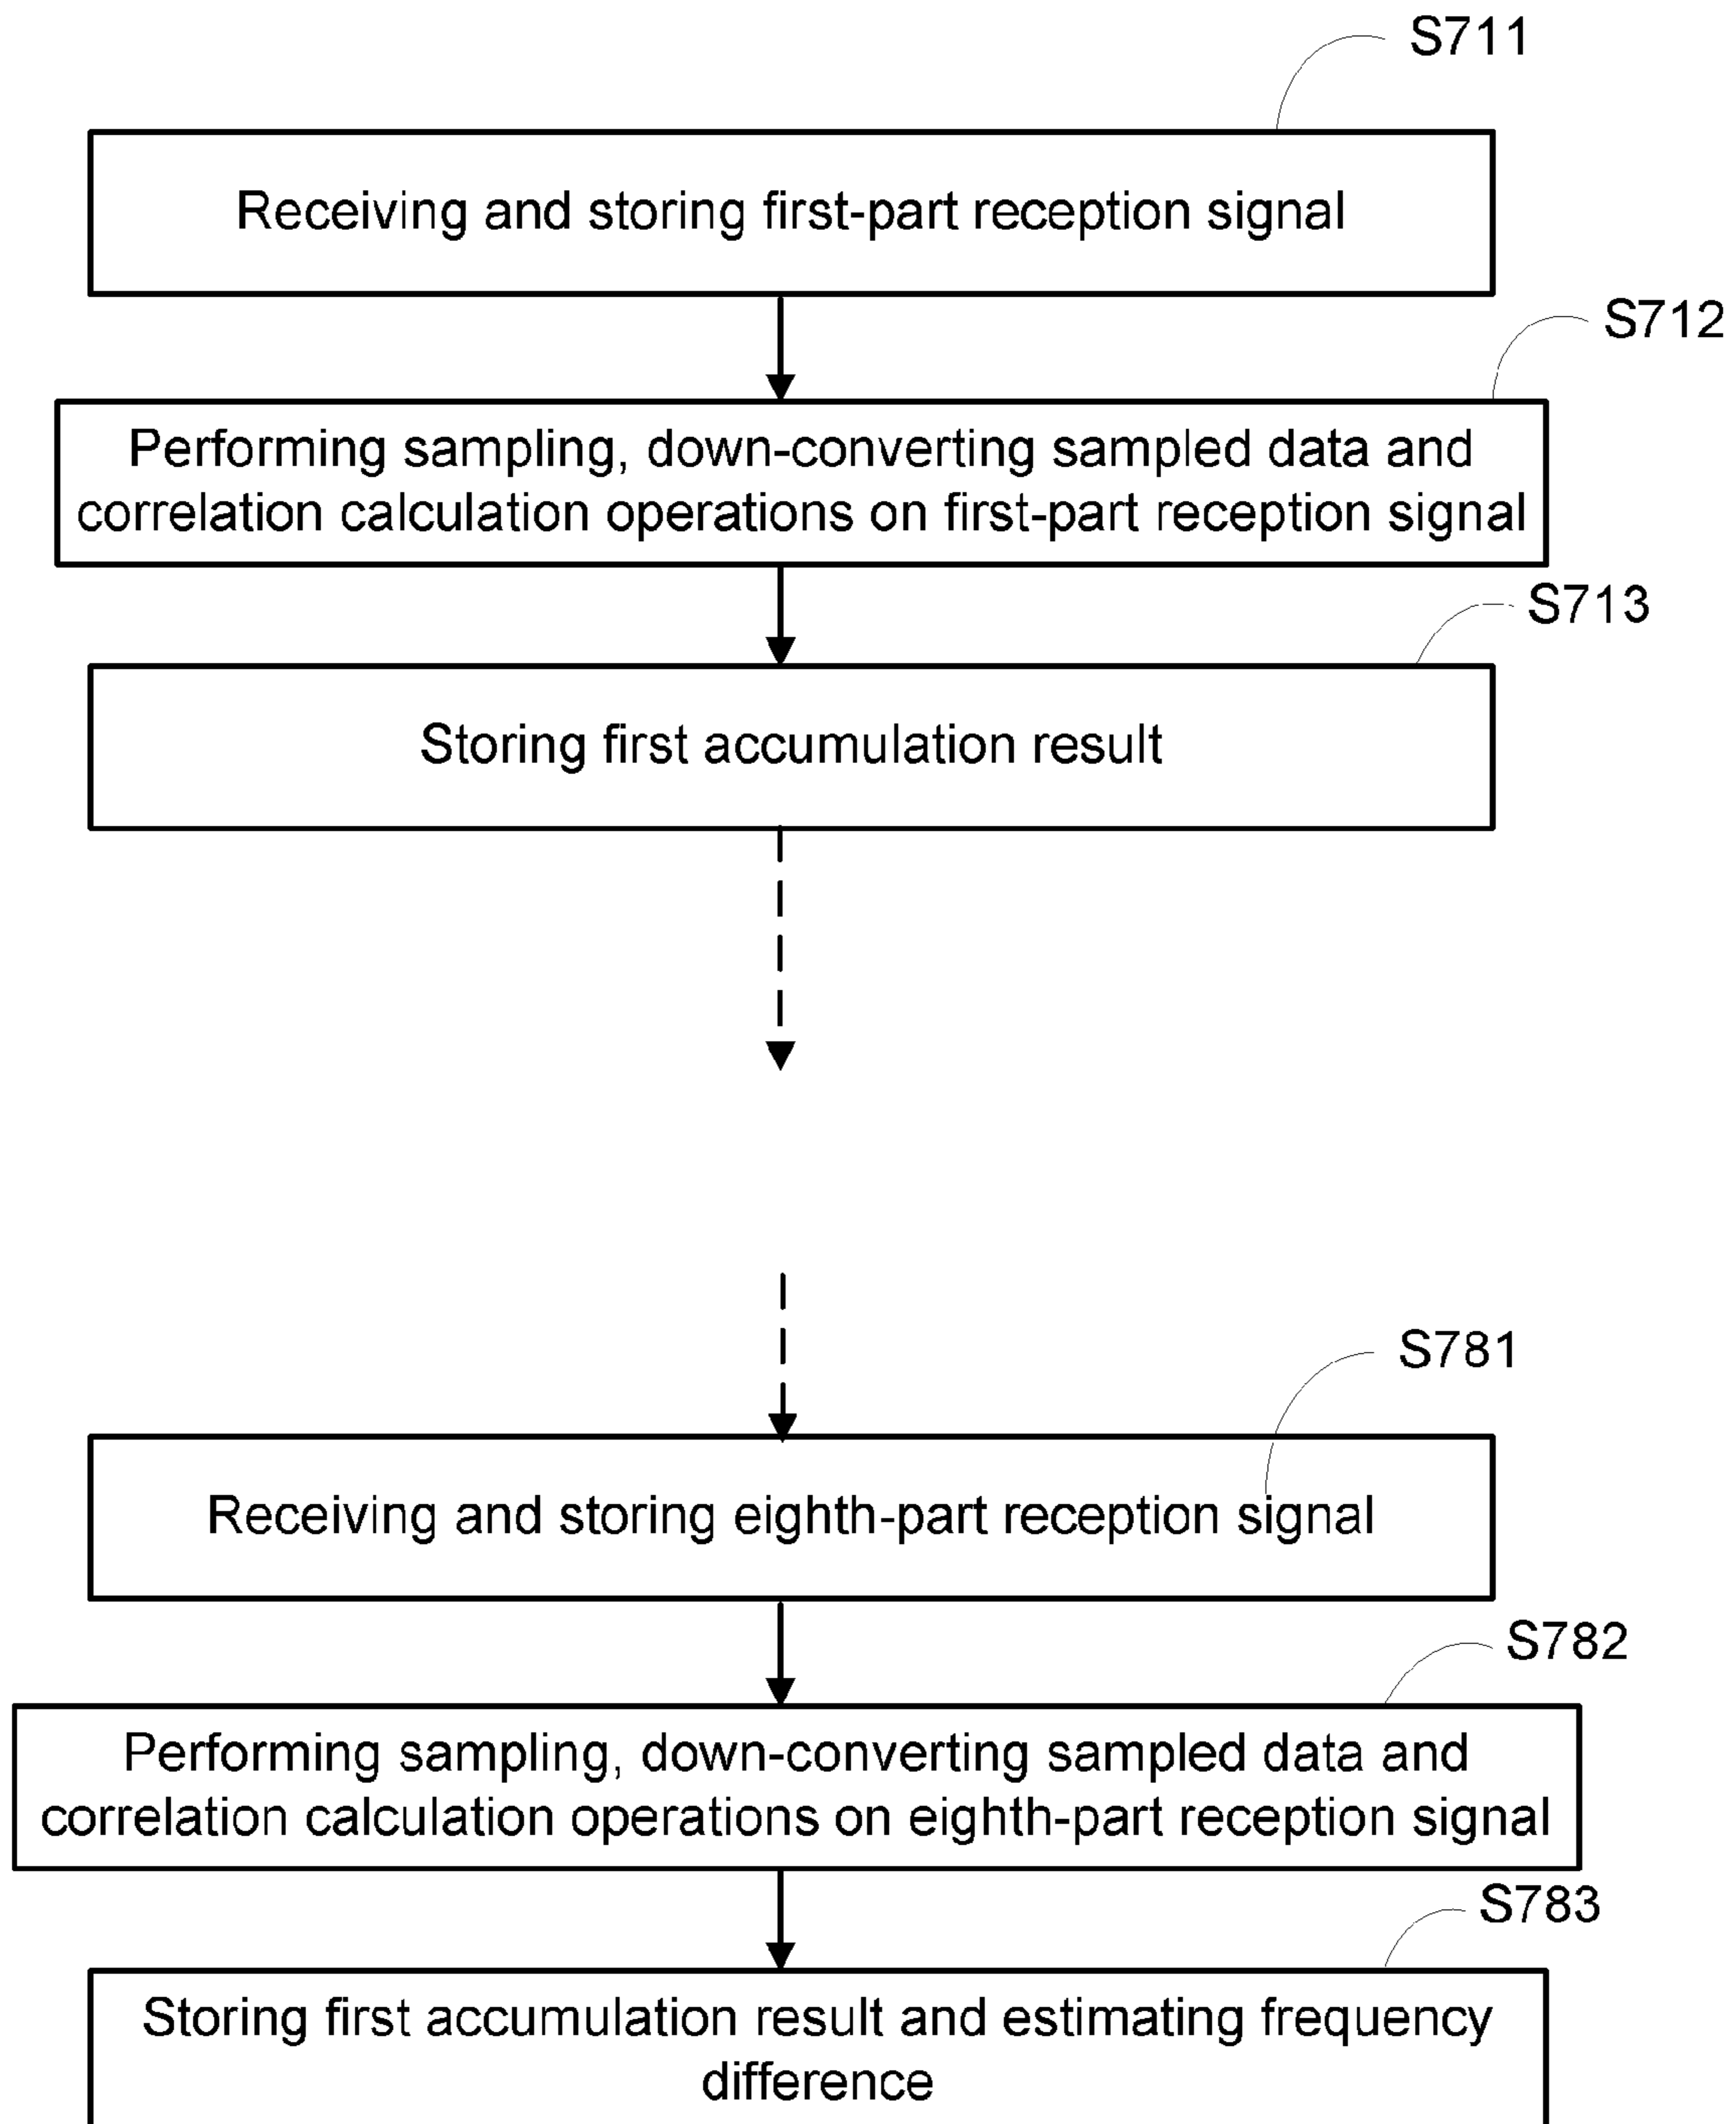 S711
Receiving and storing first-part reception signal
S712
Performing sampling, down-converting sampled data and
correlation calculation operations on first-part reception signal
S713
Storing first accumulation result
S781
Receiving and storing eighth-part reception signal
S782
Performing sampling, down-converting sampled data and
correlation calculation operations on eighth-part reception signal
S783
Storing first accumulation result and estimating frequency
difference